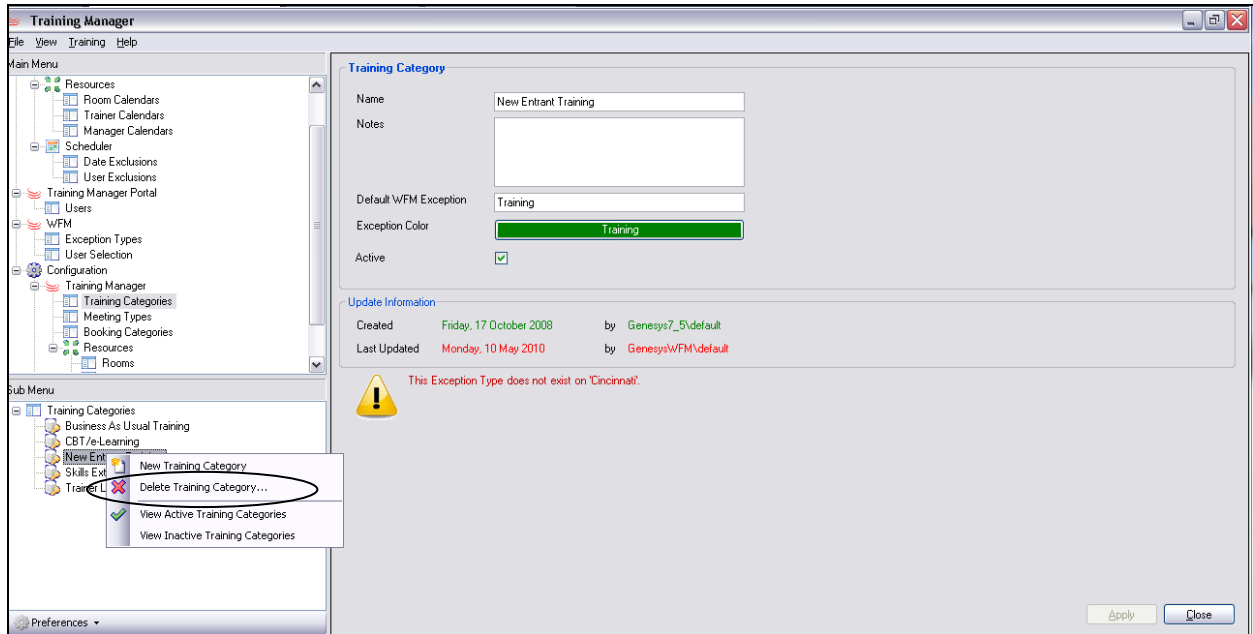 Training Manager
File View Training Help
Main Menu
Resources
Room Calendars
Trainer Calendars
Manager Calendars
Scheduler
Date Exclusions
User Exclusions
Training Manager Portal
Users
WFM
Exception Types
User Selection
Configuration
Training Manager
Training Categories
Meeting Types
Booking Categories
Resources
Rooms
Sub Menu
Training Categories
Business As Usual Training
CBT/e-Learning
New Ent
Skills Ext
Trainer L
New Training Category
Delete Training Category...
View Active Training Categories
View Inactive Training Categories
Preferences
Training Category
Name New Entrant Training
Notes
Default WFM Exception Training
Exception Color Training
Active
Update Information
Created Friday, 17 October 2008 by Genesys7_5\default
Last Updated Monday, 10 May 2010 by GenesysWFM\default
This Exception Type does not exist on 'Cincinnati'.
Apply Close